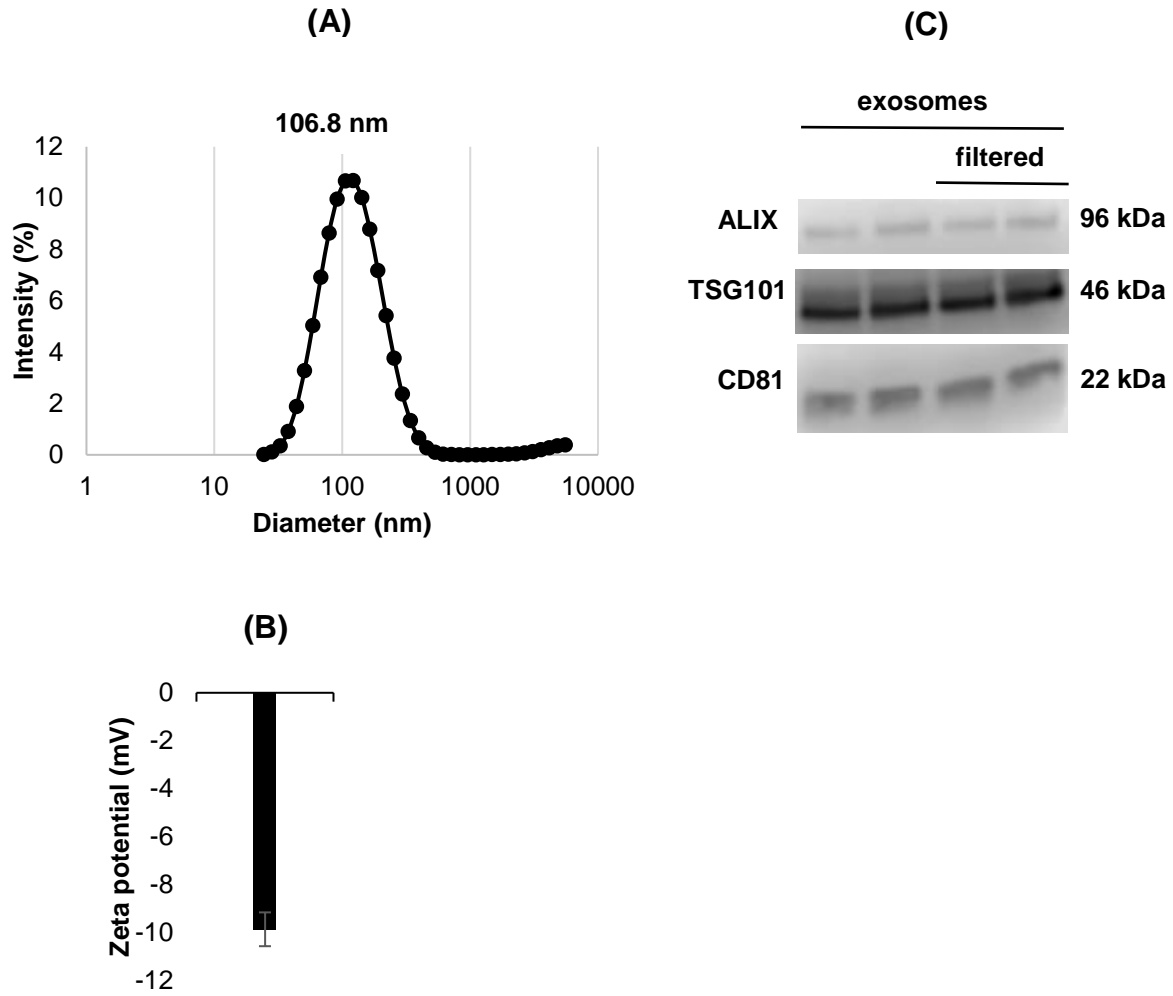 (A)
106.8 nm
12
10
8
6
4
2
0
Intensity (%)
1 10 100 1000 10000
Diameter (nm)
(B)
0
-2
-4
-6
-8
-10
-12
Zeta potential (mV)
(C)
exosomes
filtered
ALIX 96 kDa
TSG101 46 kDa
CD81 22 kDa